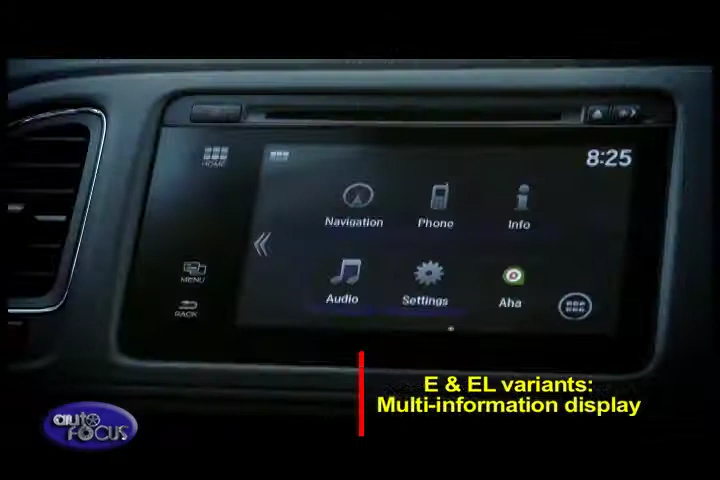 8:25
HOME
Navigation Phone Info
MENU
BACK
Audio Settings Aha
E & EL variants:
Multi-information display
auto
FOCUS